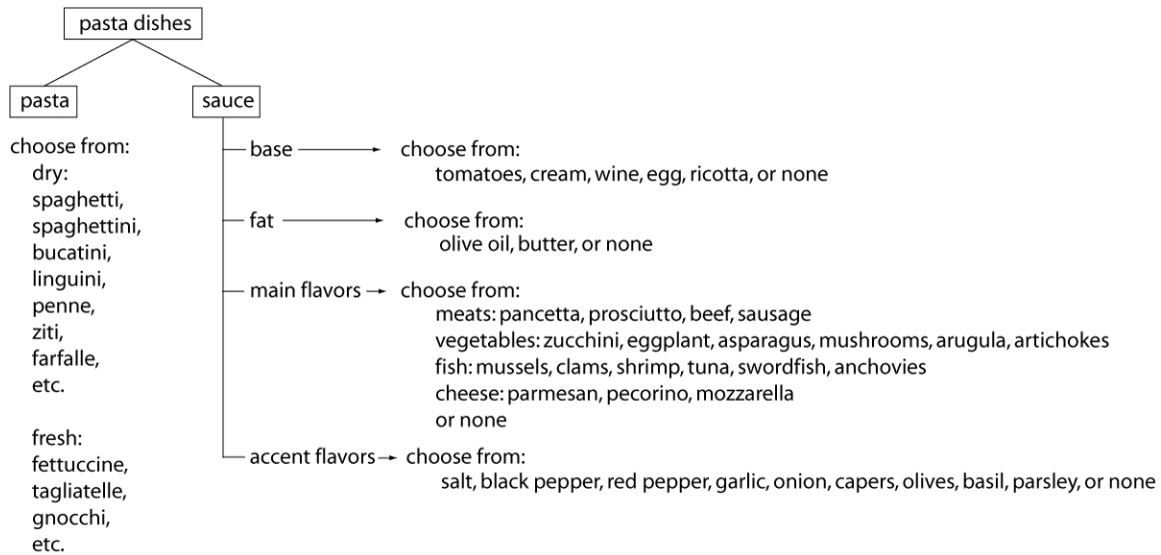 pasta dishes
pasta
sauce
choose from:
dry:
spaghetti,
spaghettini,
bucatini,
linguini,
penne,
ziti,
farfalle,
etc.
fresh:
fettuccine,
tagliatelle,
gnocchi,
etc.
base
choose from:
tomatoes, cream, wine, egg, ricotta, or none
fat
choose from:
olive oil, butter, or none
main flavors
choose from:
meats: pancetta, prosciutto, beef, sausage
vegetables: zucchini, eggplant, asparagus, mushrooms, arugula, artichokes
fish: mussels, clams, shrimp, tuna, swordfish, anchovies
cheese: parmesan, pecorino, mozzarella
or none
accent flavors
choose from:
salt, black pepper, red pepper, garlic, onion, capers, olives, basil, parsley, or none